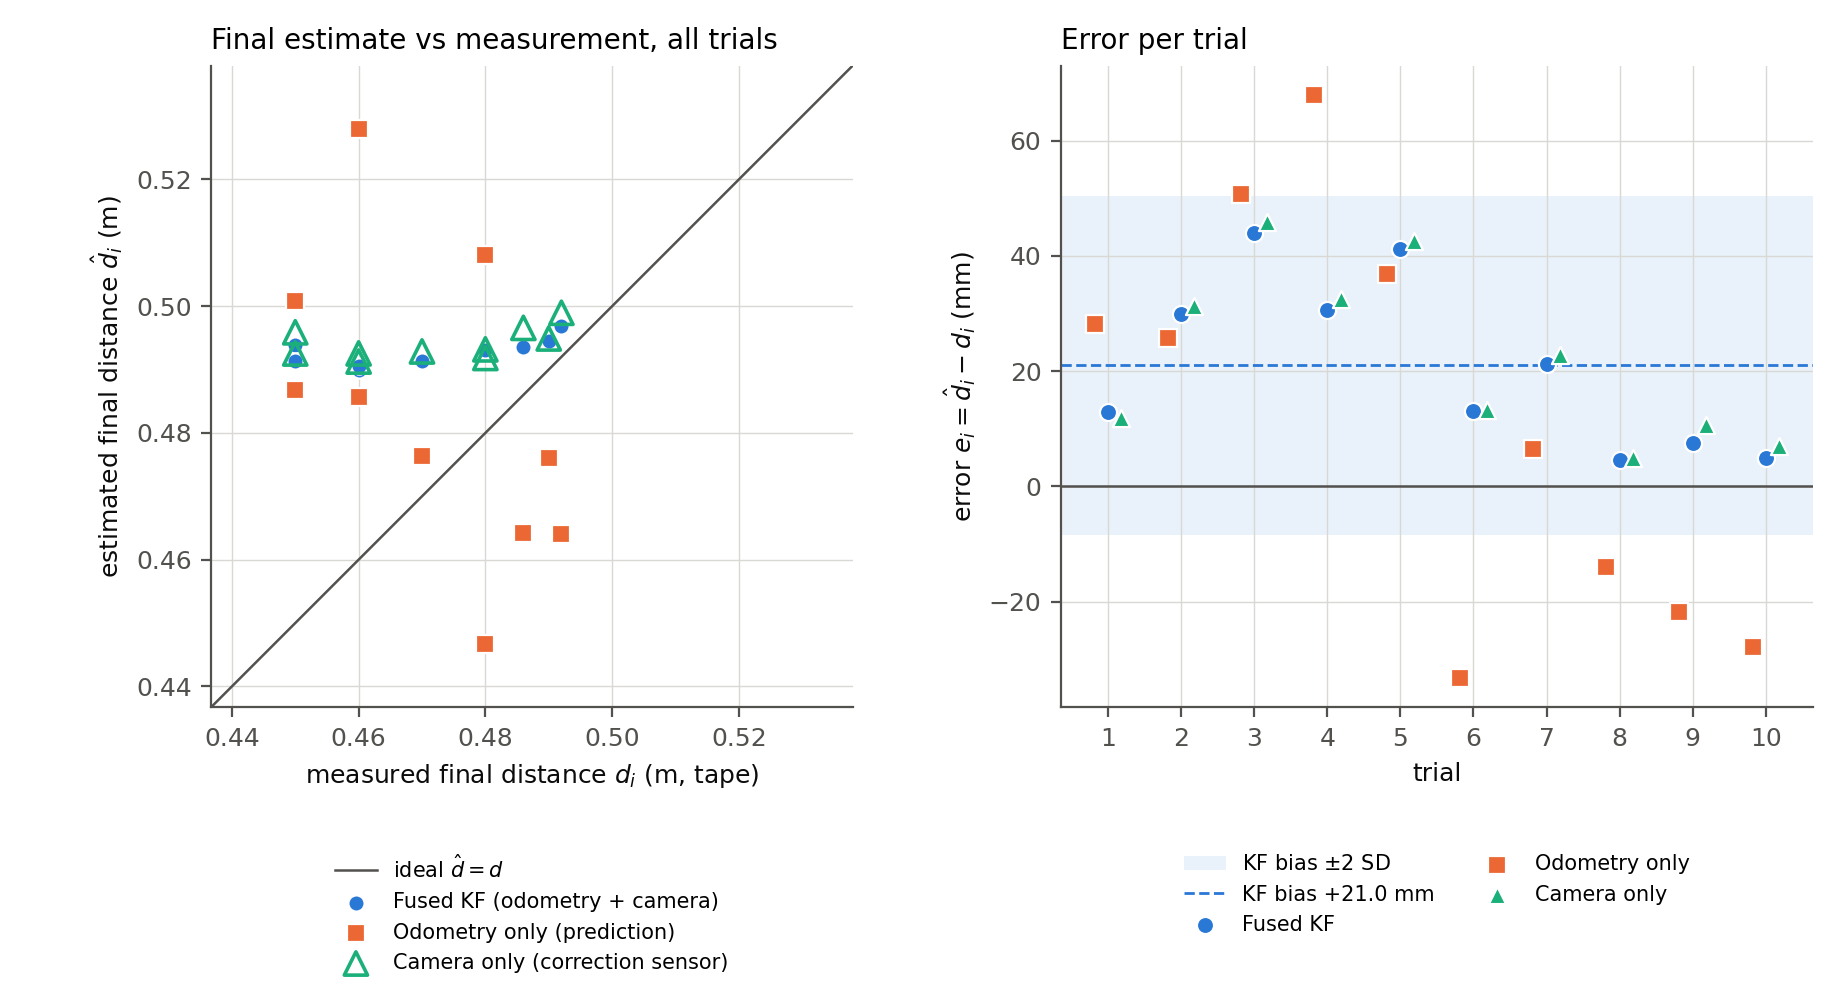 Final estimate vs measurement, all trials
0.52
0.50
0.48
0.46
0.44
estimated final distance d̂ᵢ (m)
0.44 0.46 0.48 0.50 0.52
measured final distance dᵢ (m, tape)
ideal d̂ = d
Fused KF (odometry + camera)
Odometry only (prediction)
Camera only (correction sensor)
Error per trial
60
40
20
0
−20
error eᵢ = d̂ᵢ − dᵢ (mm)
1 2 3 4 5 6 7 8 9 10
trial
KF bias ±2 SD
KF bias +21.0 mm
Fused KF
Odometry only
Camera only